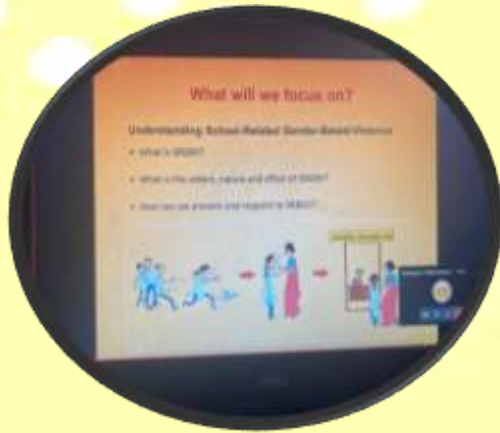 What will we focus on?
Understanding School-Related Gender-Based Violence
• What is SRGBV?
• What is the extent, nature and effect of SRGBV?
• How can we prevent and respond to SRGBV?